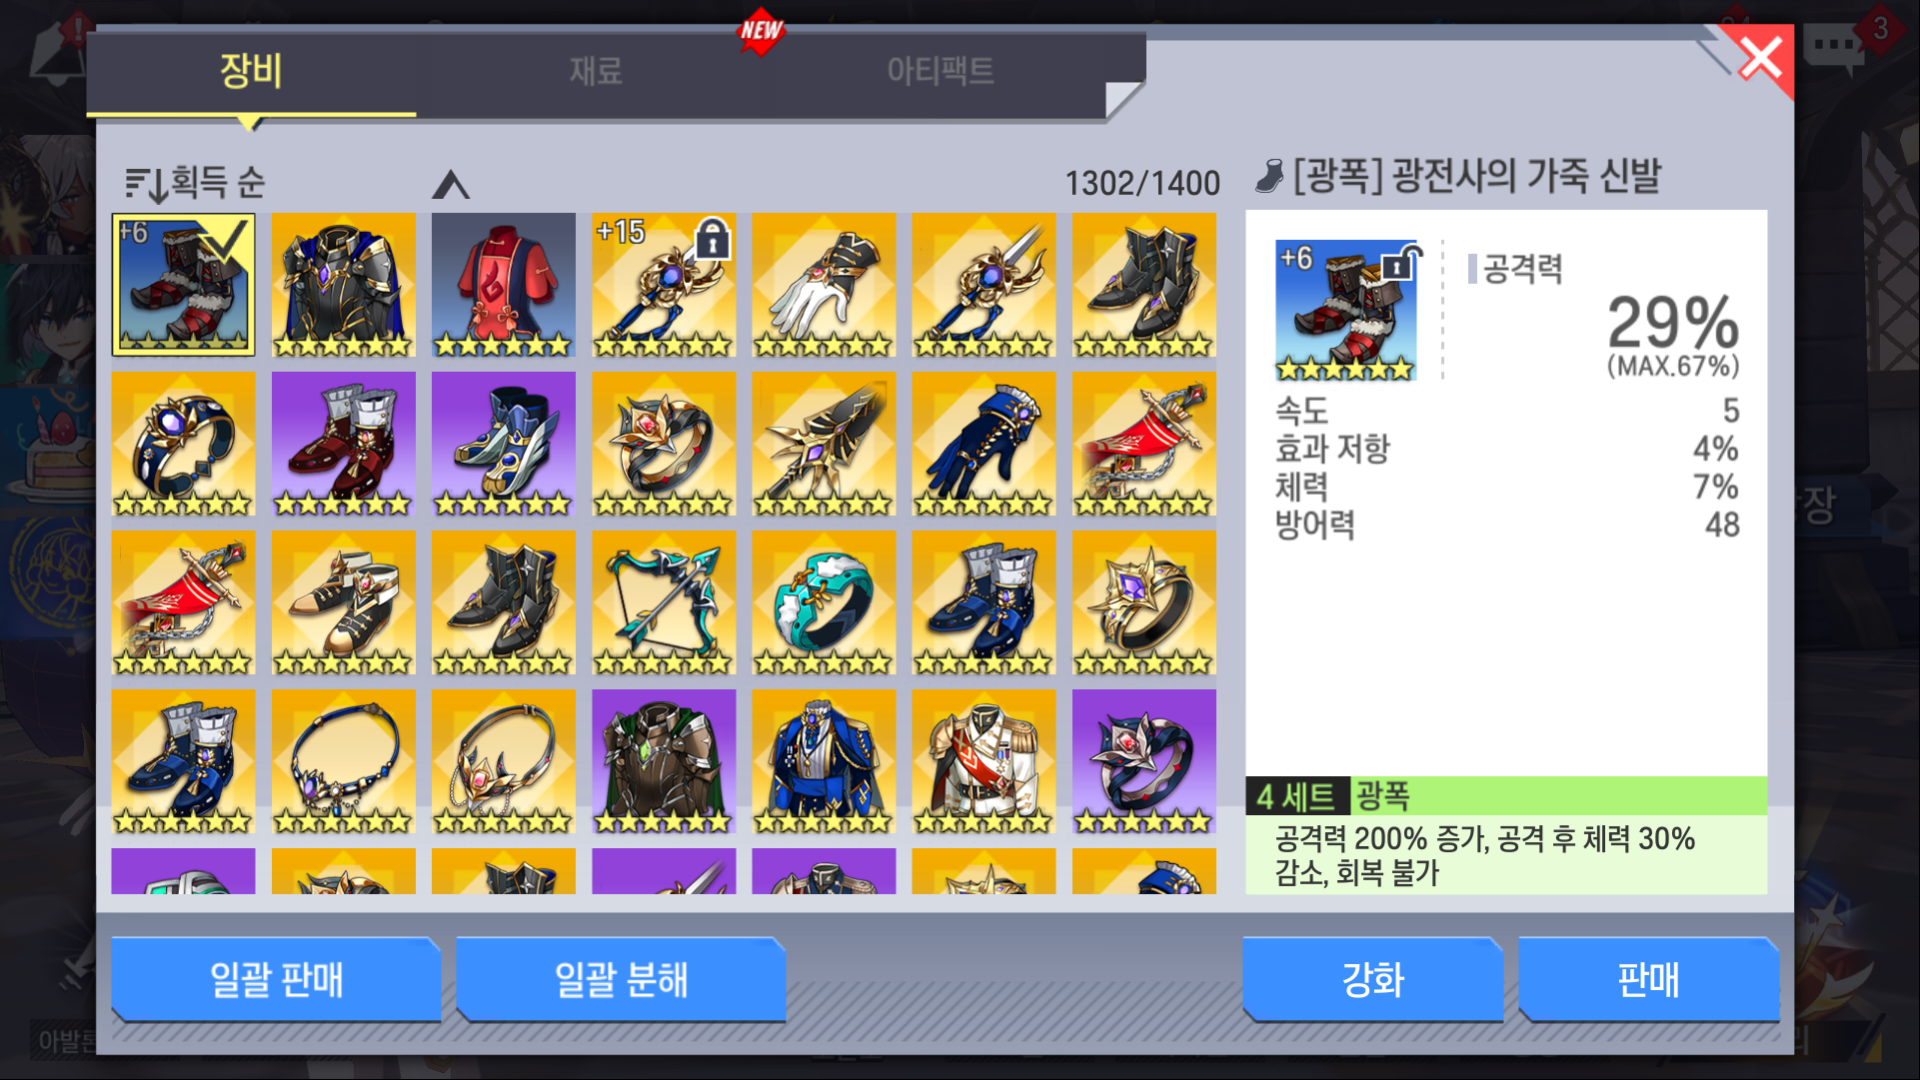 NEW
3
장비
재료
아티팩트
획득 순
1302/1400
[광폭] 광전사의 가죽 신발
+6
+15
+6
공격력
29%
(MAX.67%)
속도 5
효과 저항 4%
체력 7%
방어력 48
4 세트 광폭
공격력 200% 증가, 공격 후 체력 30%
감소, 회복 불가
일괄 판매
일괄 분해
강화
판매
장